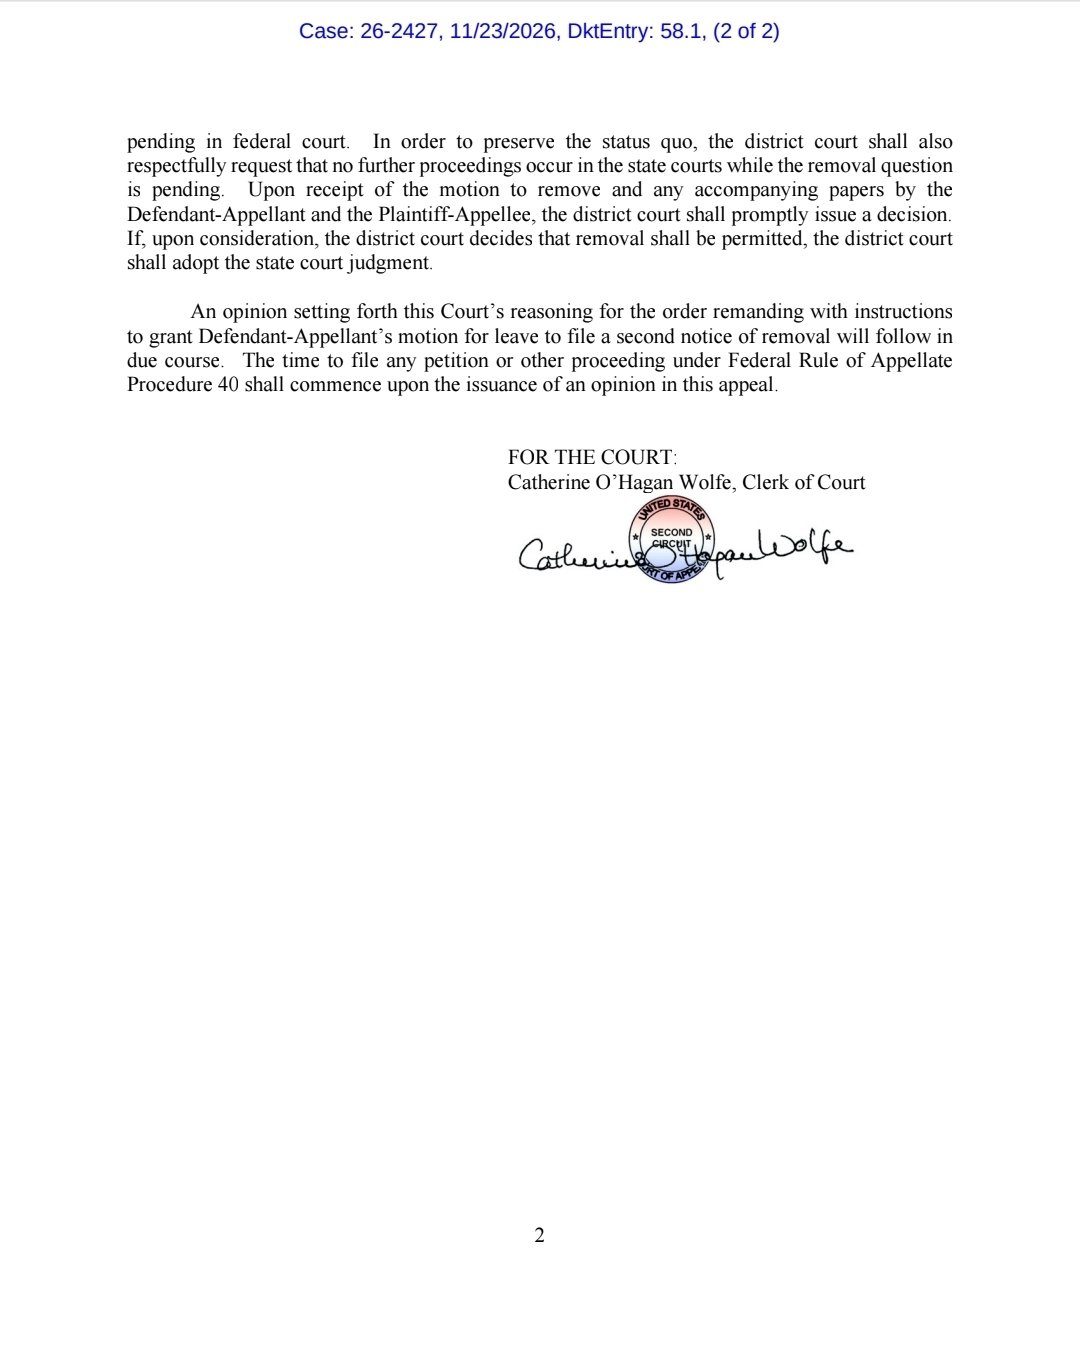 Case: 26-2427, 11/23/2026, DktEntry: 58.1, (2 of 2)
pending in federal court. In order to preserve the status quo, the district court shall also
respectfully request that no further proceedings occur in the state courts while the removal question
is pending. Upon receipt of the motion to remove and any accompanying papers by the
Defendant-Appellant and the Plaintiff-Appellee, the district court shall promptly issue a decision.
If, upon consideration, the district court decides that removal shall be permitted, the district court
shall adopt the state court judgment.
An opinion setting forth this Court’s reasoning for the order remanding with instructions
to grant Defendant-Appellant’s motion for leave to file a second notice of removal will follow in
due course. The time to file any petition or other proceeding under Federal Rule of Appellate
Procedure 40 shall commence upon the issuance of an opinion in this appeal.
FOR THE COURT:
Catherine O’Hagan Wolfe, Clerk of Court
UNITED STATES
SECOND
CIRCUIT
COURT OF APPEALS
Catherine O'Hagan Wolfe
2